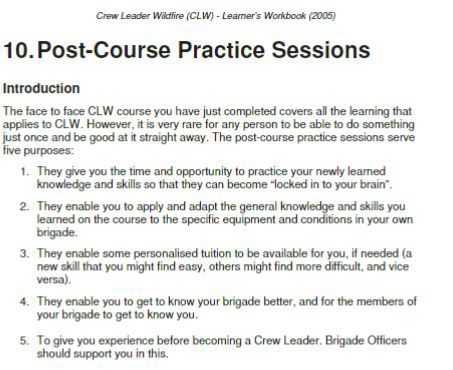 Crew Leader Wildfire (CLW) - Learner's Workbook (2005)
10. Post-Course Practice Sessions
Introduction
The face to face CLW course you have just completed covers all the learning that
applies to CLW. However, it is very rare for any person to be able to do something
just once and be good at it straight away. The post-course practice sessions serve
five purposes:
1. They give you the time and opportunity to practice your newly learned
knowledge and skills so that they can become "locked in to your brain".
2. They enable you to apply and adapt the general knowledge and skills you
learned on the course to the specific equipment and conditions in your own
brigade.
3. They enable some personalised tuition to be available for you, if needed (a
new skill that you might find easy, others might find more difficult, and vice
versa).
4. They enable you to get to know your brigade better, and for the members of
your brigade to get to know you.
5. To give you experience before becoming a Crew Leader. Brigade Officers
should support you in this.